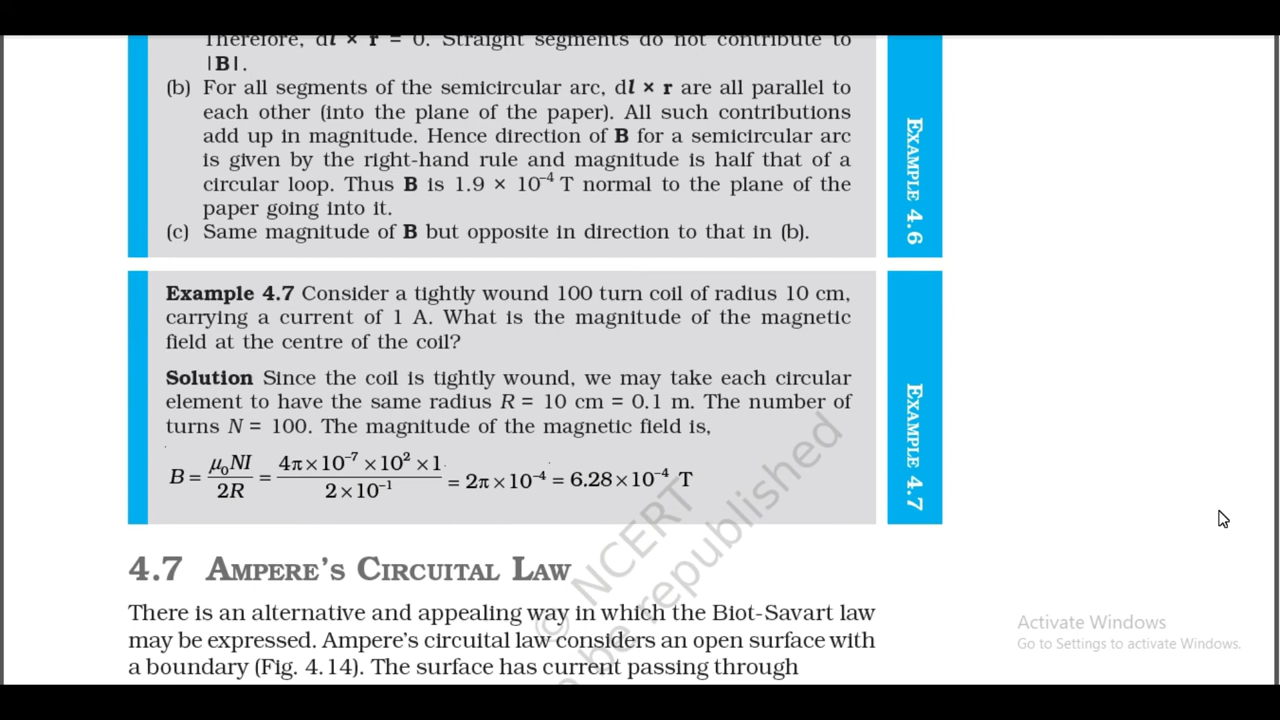 Therefore, dl × r = 0. Straight segments do not contribute to
|B|.
(b) For all segments of the semicircular arc, dl × r are all parallel to
each other (into the plane of the paper). All such contributions
add up in magnitude. Hence direction of B for a semicircular arc
is given by the right-hand rule and magnitude is half that of a
circular loop. Thus B is 1.9 × 10⁻⁴ T normal to the plane of the
paper going into it.
(c) Same magnitude of B but opposite in direction to that in (b).
EXAMPLE 4.6
Example 4.7 Consider a tightly wound 100 turn coil of radius 10 cm,
carrying a current of 1 A. What is the magnitude of the magnetic
field at the centre of the coil?
Solution Since the coil is tightly wound, we may take each circular
element to have the same radius R = 10 cm = 0.1 m. The number of
turns N = 100. The magnitude of the magnetic field is,
B = μ₀NI / 2R = 4π × 10⁻⁷ × 10² × 1 / 2 × 10⁻¹ = 2π × 10⁻⁴ = 6.28 × 10⁻⁴ T
EXAMPLE 4.7
4.7 AMPERE'S CIRCUITAL LAW
There is an alternative and appealing way in which the Biot-Savart law
may be expressed. Ampere's circuital law considers an open surface with
a boundary (Fig. 4.14). The surface has current passing through
© NCERT
be republished
Activate Windows
Go to Settings to activate Windows.